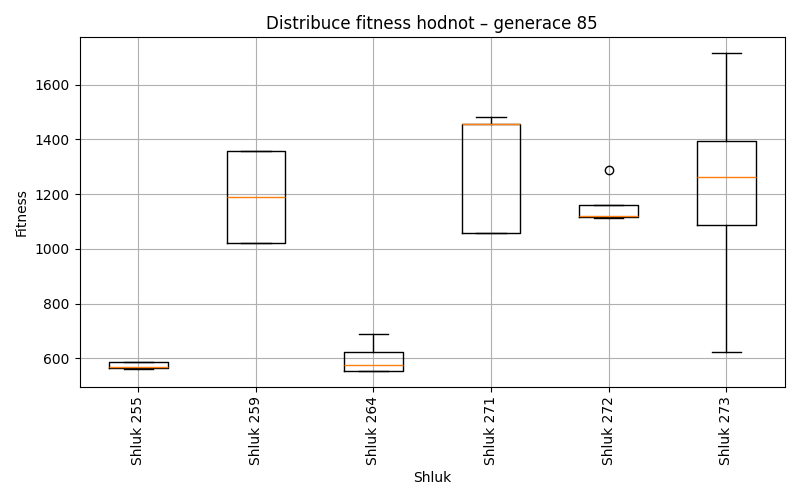 Distribuce fitness hodnot – generace 85
Fitness
1600
1400
1200
1000
800
600
Shluk 255
Shluk 259
Shluk 264
Shluk 271
Shluk 272
Shluk 273
Shluk